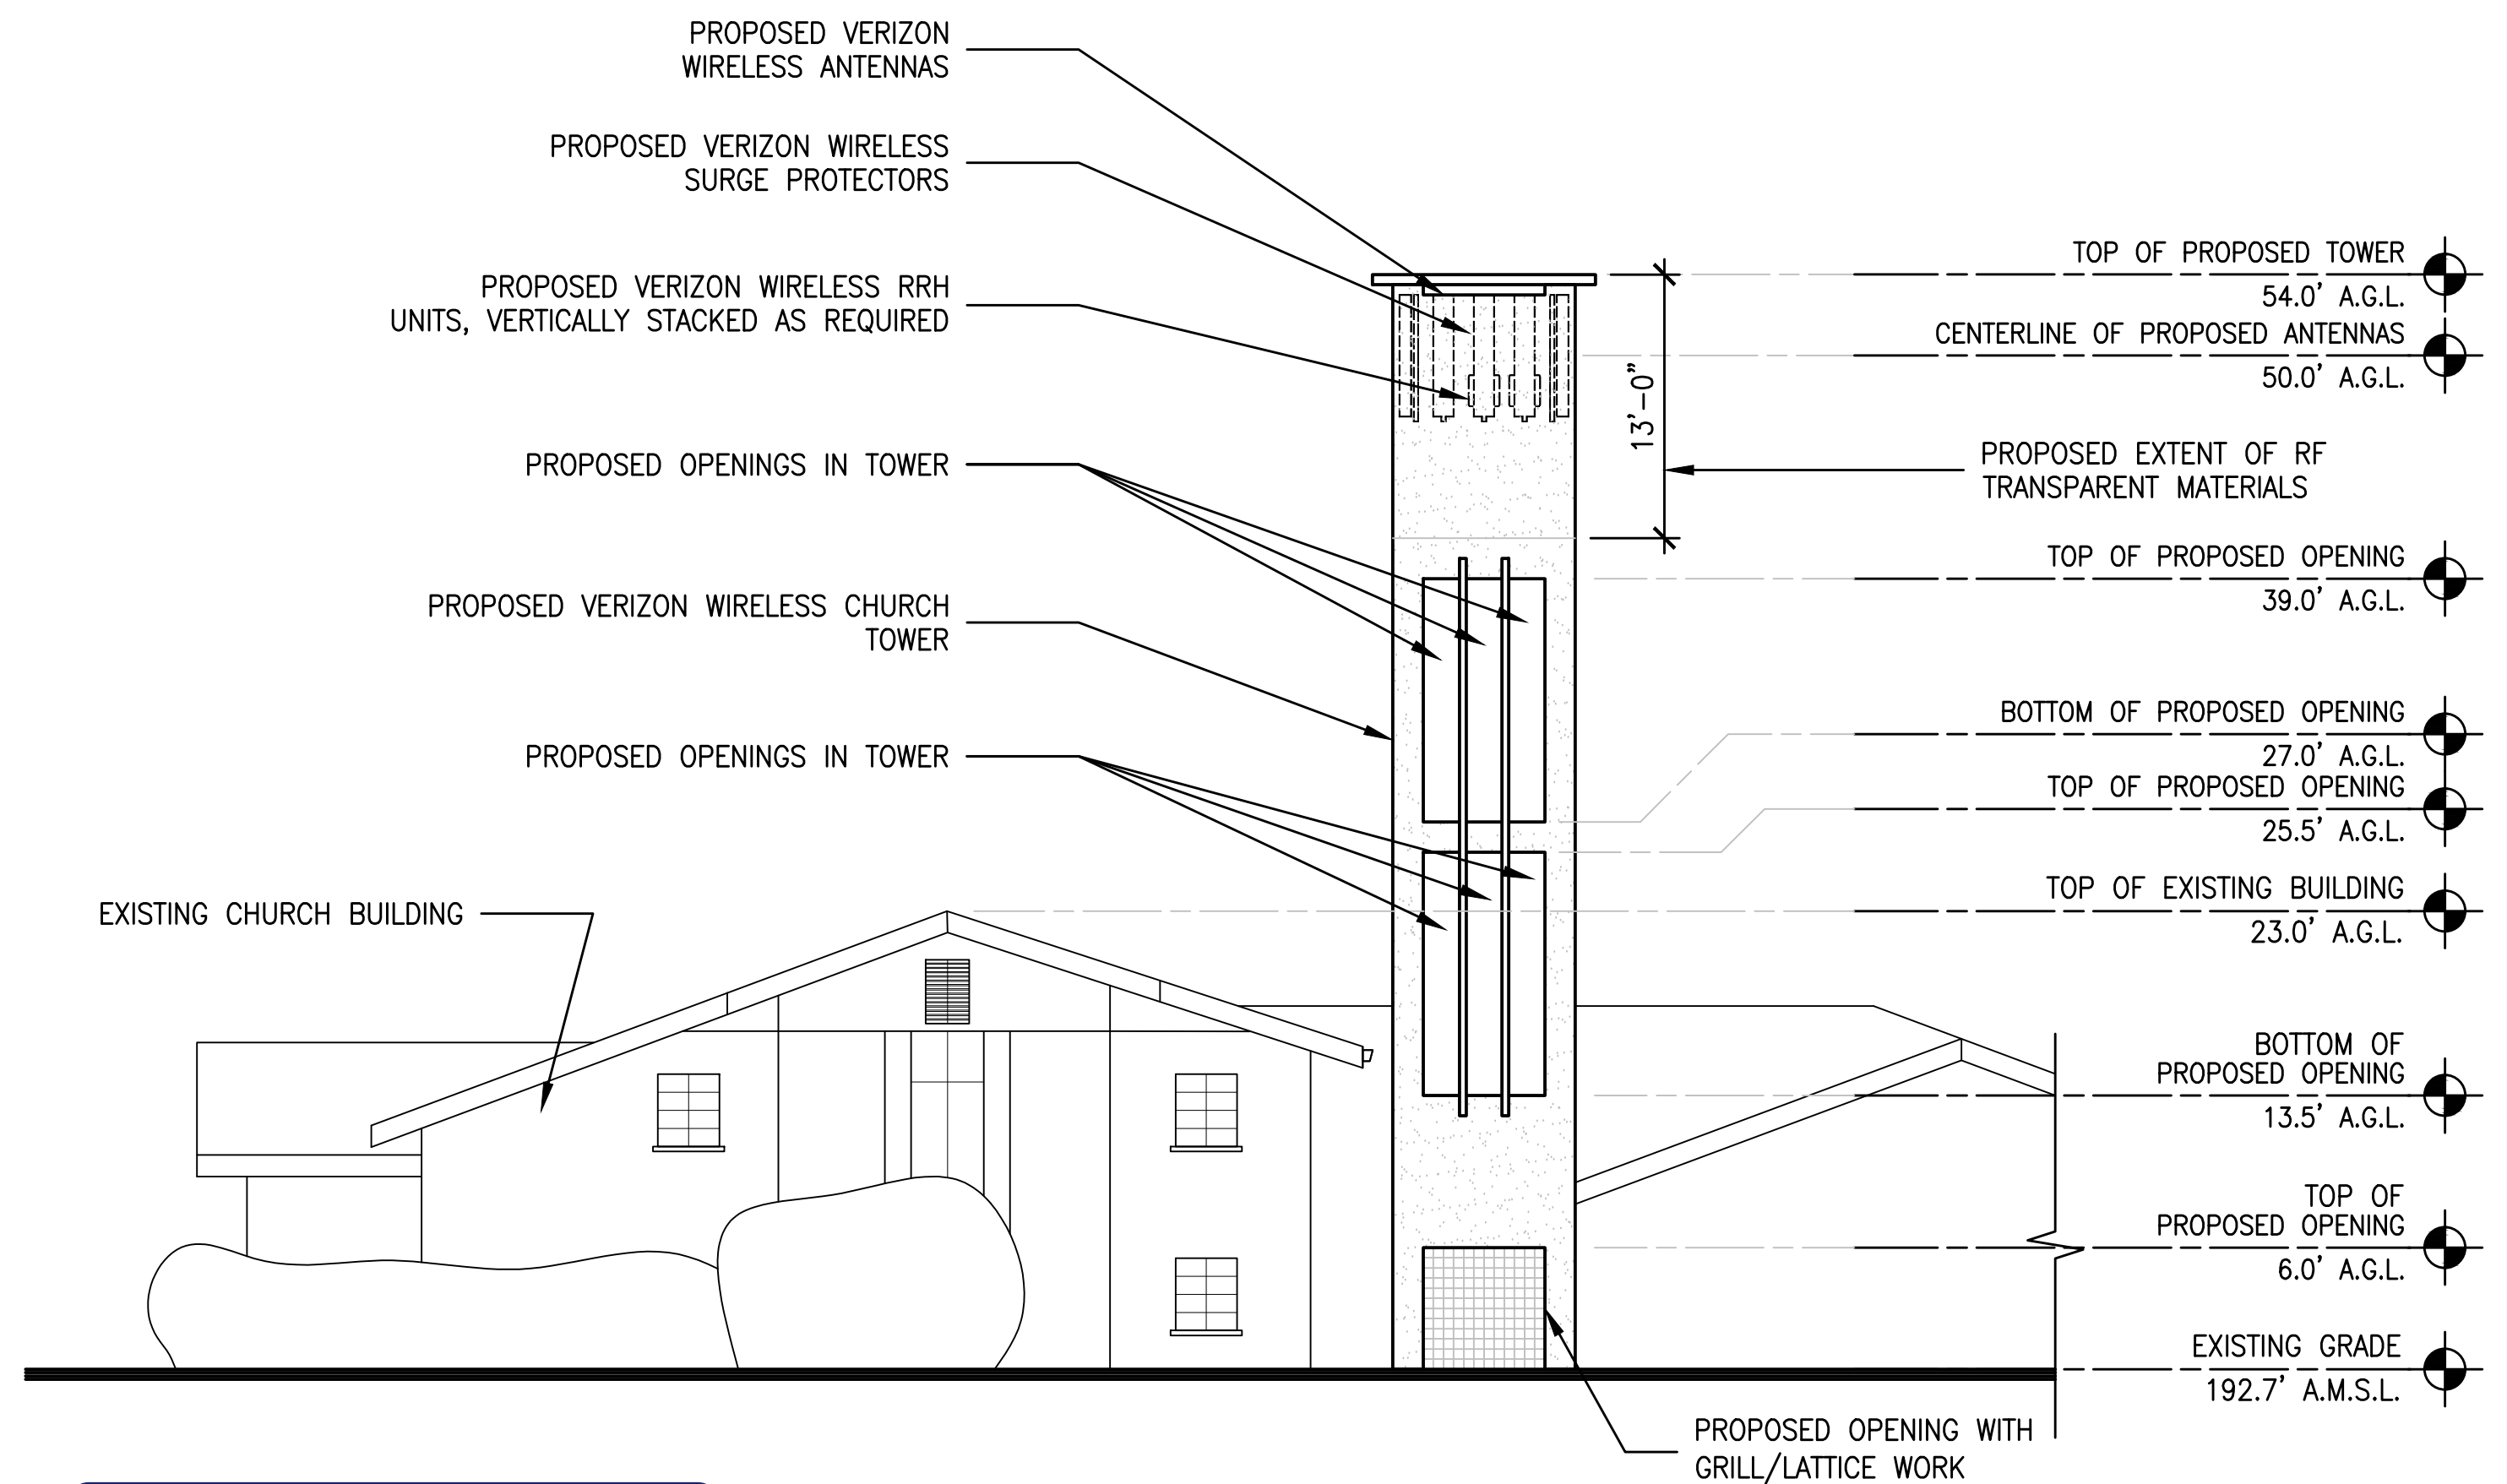 PROPOSED VERIZON
WIRELESS ANTENNAS
PROPOSED VERIZON WIRELESS
SURGE PROTECTORS
PROPOSED VERIZON WIRELESS RRH
UNITS, VERTICALLY STACKED AS REQUIRED
PROPOSED OPENINGS IN TOWER
PROPOSED VERIZON WIRELESS CHURCH
TOWER
PROPOSED OPENINGS IN TOWER
EXISTING CHURCH BUILDING
13'-0"
TOP OF PROPOSED TOWER
54.0' A.G.L.
CENTERLINE OF PROPOSED ANTENNAS
50.0' A.G.L.
PROPOSED EXTENT OF RF
TRANSPARENT MATERIALS
TOP OF PROPOSED OPENING
39.0' A.G.L.
BOTTOM OF PROPOSED OPENING
27.0' A.G.L.
TOP OF PROPOSED OPENING
25.5' A.G.L.
TOP OF EXISTING BUILDING
23.0' A.G.L.
BOTTOM OF
PROPOSED OPENING
13.5' A.G.L.
TOP OF
PROPOSED OPENING
6.0' A.G.L.
EXISTING GRADE
192.7' A.M.S.L.
PROPOSED OPENING WITH
GRILL/LATTICE WORK